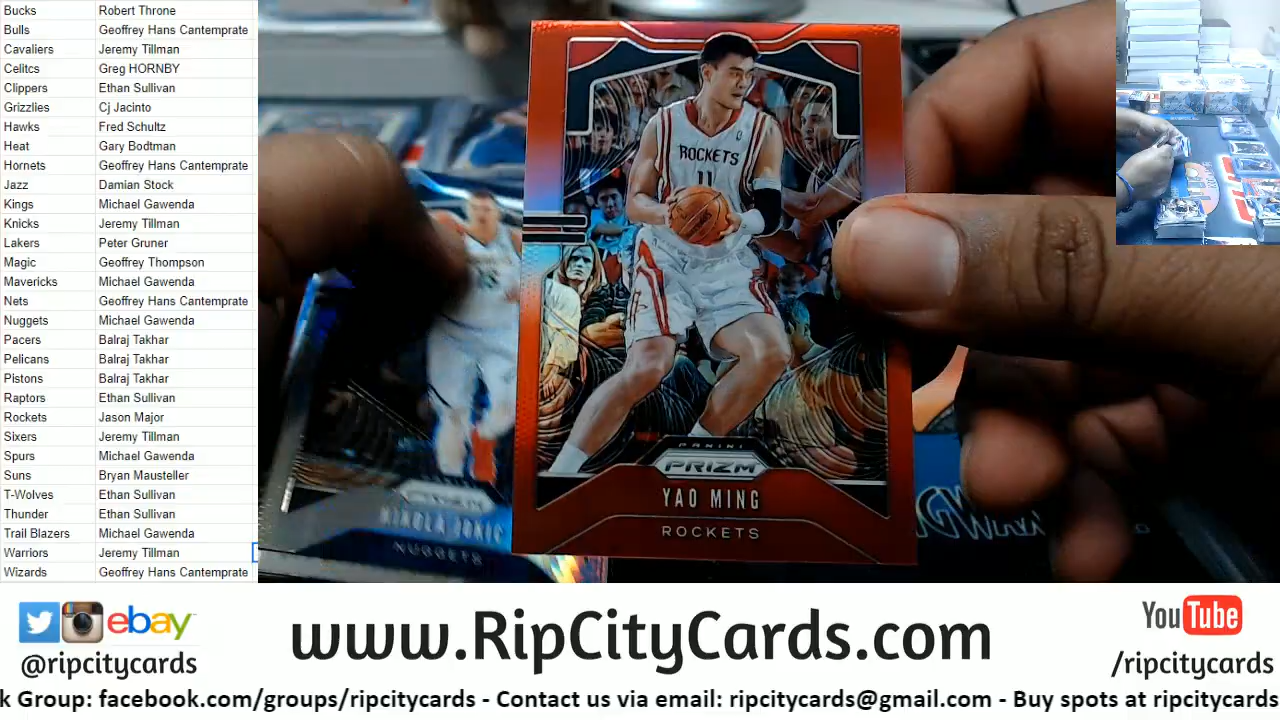 Bucks Robert Throne
Bulls Geoffrey Hans Cantemprate
Cavaliers Jeremy Tillman
Celitcs Greg HORNBY
Clippers Ethan Sullivan
Grizzlies Cj Jacinto
Hawks Fred Schultz
Heat Gary Bodtman
Hornets Geoffrey Hans Cantemprate
Jazz Damian Stock
Kings Michael Gawenda
Knicks Jeremy Tillman
Lakers Peter Gruner
Magic Geoffrey Thompson
Mavericks Michael Gawenda
Nets Geoffrey Hans Cantemprate
Nuggets Michael Gawenda
Pacers Balraj Takhar
Pelicans Balraj Takhar
Pistons Balraj Takhar
Raptors Ethan Sullivan
Rockets Jason Major
Sixers Jeremy Tillman
Spurs Michael Gawenda
Suns Bryan Mausteller
T-Wolves Ethan Sullivan
Thunder Ethan Sullivan
Trail Blazers Michael Gawenda
Warriors Jeremy Tillman
Wizards Geoffrey Hans Cantemprate
ROCKETS
11
PANINI
PRIZM
YAO MING
ROCKETS
NIKOLA JOKIC
NUGGETS
ebay
@ripcitycards
www.RipCityCards.com
YouTube
/ripcitycards
k Group: facebook.com/groups/ripcitycards - Contact us via email: ripcitycards@gmail.com - Buy spots at ripcitycards